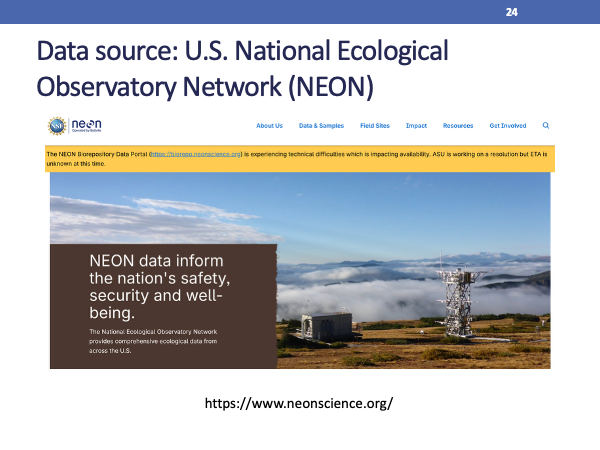 24
Data source: U.S. National Ecological
Observatory Network (NEON)
NSF neon
Operated by Battelle
About Us Data & Samples Field Sites Impact Resources Get Involved
The NEON Biorepository Data Portal (https://biorepo.neonscience.org) is experiencing technical difficulties which is impacting availability. ASU is working on a resolution but ETA is
unknown at this time.
NEON data inform
the nation's safety,
security and well-
being.
The National Ecological Observatory Network
provides comprehensive ecological data from
across the U.S.
https://www.neonscience.org/